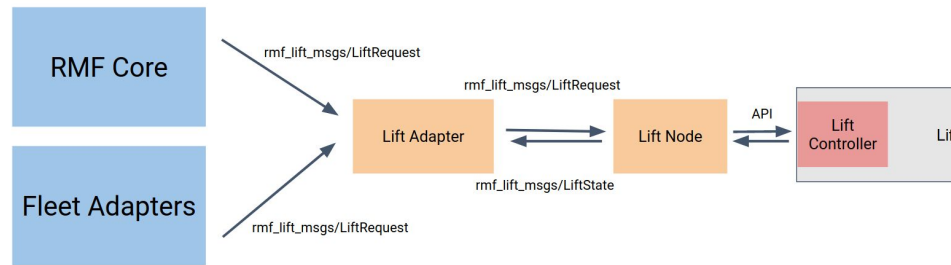 RMF Core
rmf_lift_msgs/LiftRequest
Fleet Adapters
rmf_lift_msgs/LiftRequest
Lift Adapter
rmf_lift_msgs/LiftRequest
rmf_lift_msgs/LiftState
Lift Node
API
Lift
Controller